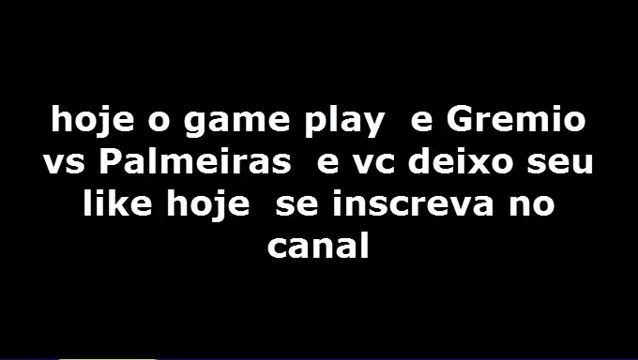 hoje o game play e Gremio
vs Palmeiras e vc deixo seu
like hoje se inscreva no
canal